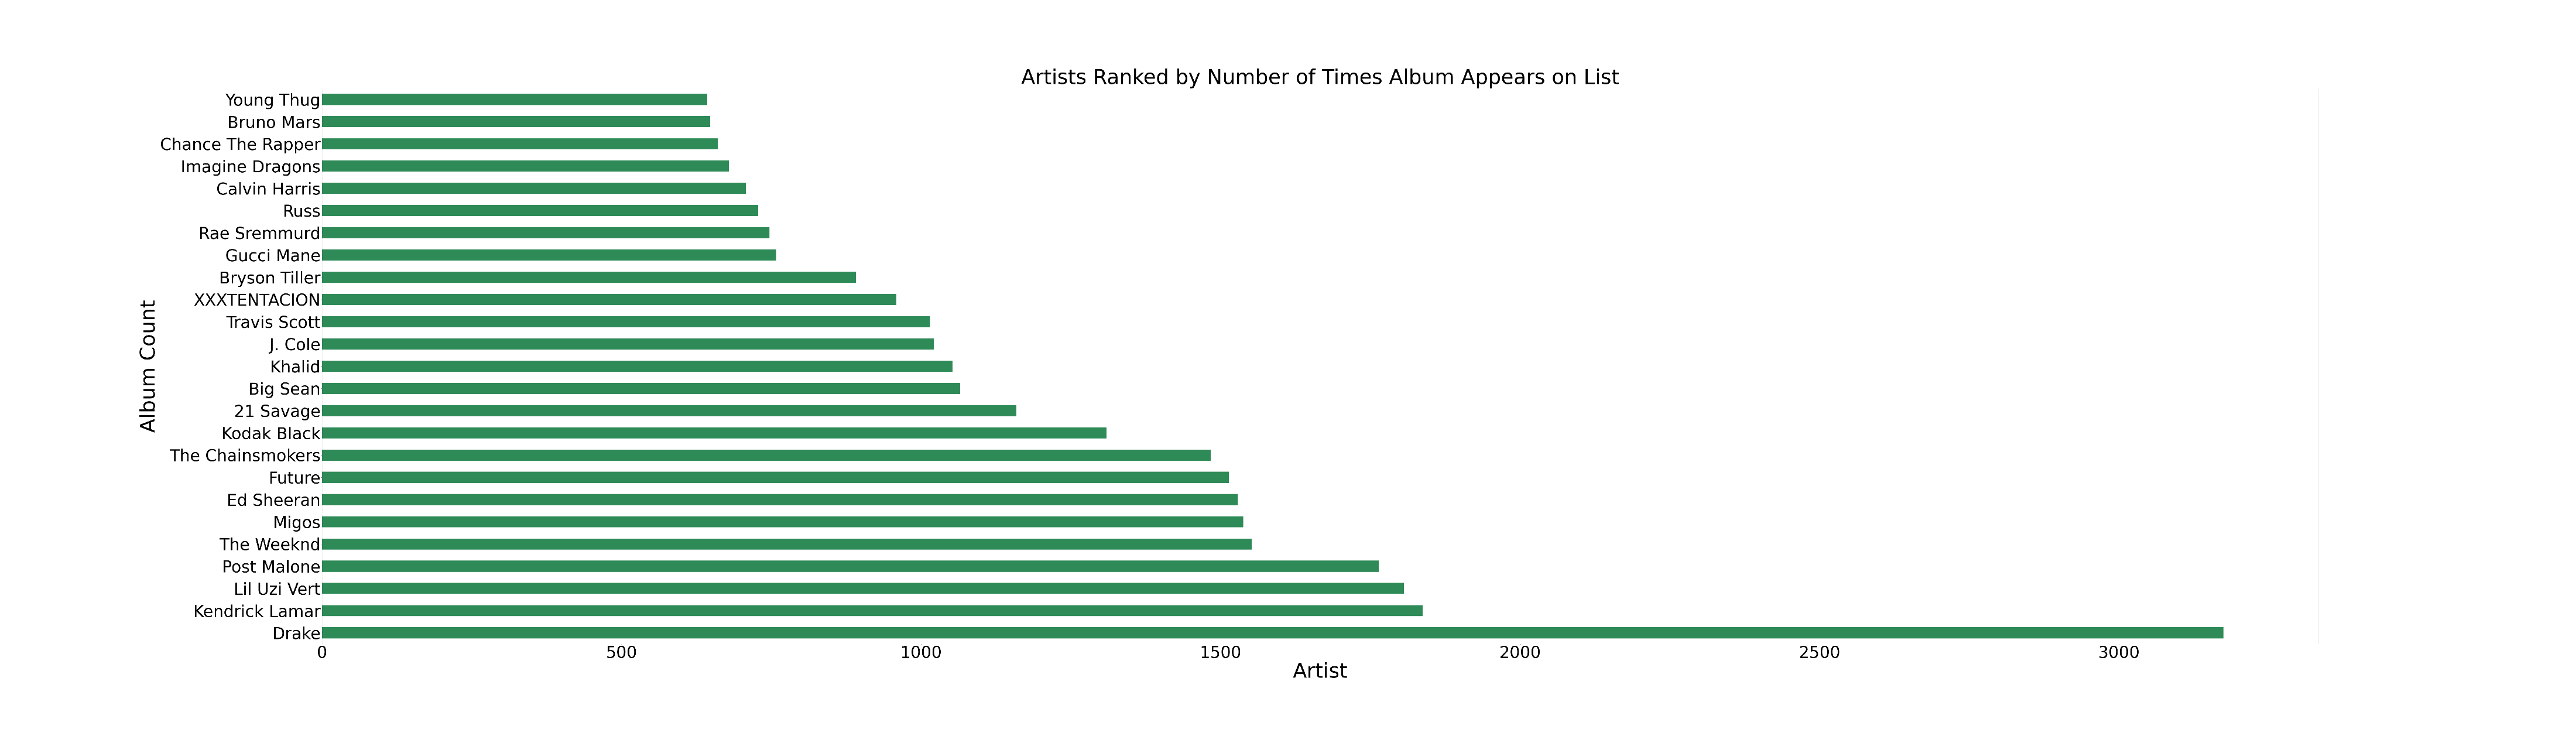 Artists Ranked by Number of Times Album Appears on List
Young Thug
Bruno Mars
Chance The Rapper
Imagine Dragons
Calvin Harris
Russ
Rae Sremmurd
Gucci Mane
Bryson Tiller
XXXTENTACION
Travis Scott
J. Cole
Khalid
Big Sean
21 Savage
Kodak Black
The Chainsmokers
Future
Ed Sheeran
Migos
The Weeknd
Post Malone
Lil Uzi Vert
Kendrick Lamar
Drake
Album Count
0 500 1000 1500 2000 2500 3000
Artist